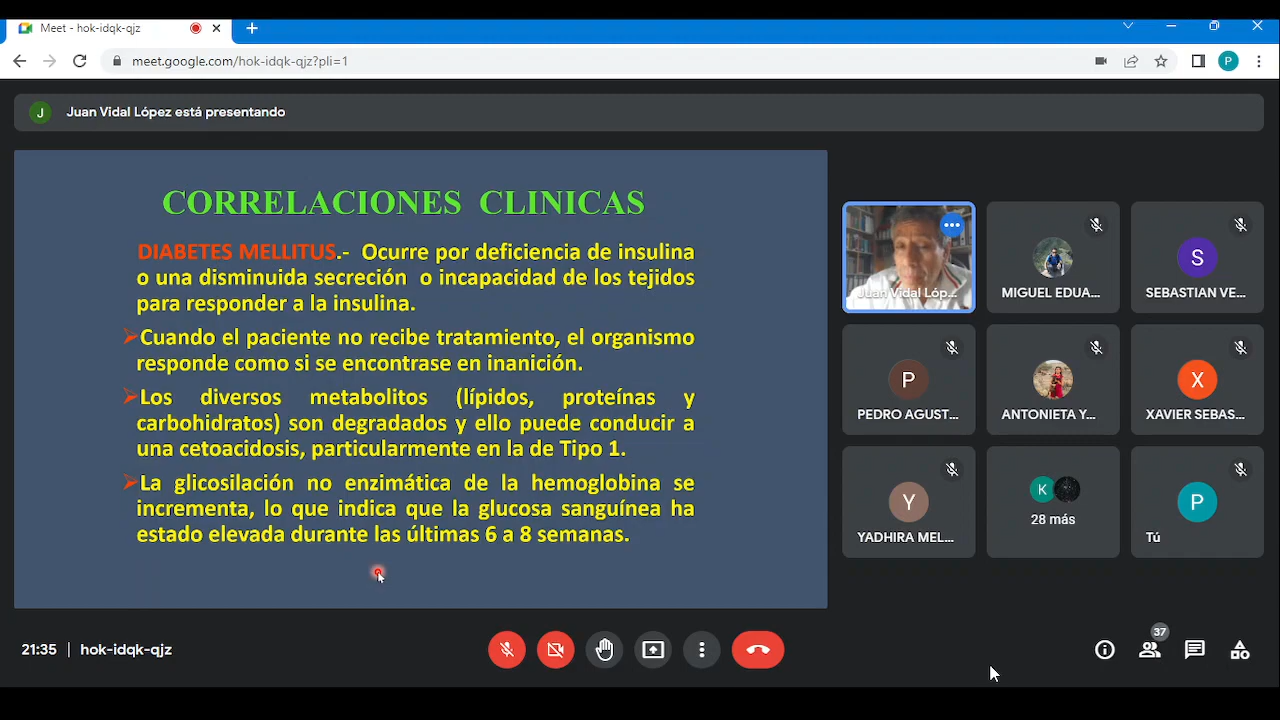 Meet - hok-idqk-qjz
meet.google.com/hok-idqk-qjz?pli=1
P
J
Juan Vidal López está presentando
CORRELACIONES CLINICAS
DIABETES MELLITUS.- Ocurre por deficiencia de insulina
o una disminuida secreción o incapacidad de los tejidos
para responder a la insulina.
Cuando el paciente no recibe tratamiento, el organismo
responde como si se encontrase en inanición.
Los diversos metabolitos (lípidos, proteínas y
carbohidratos) son degradados y ello puede conducir a
una cetoacidosis, particularmente en la de Tipo 1.
La glicosilación no enzimática de la hemoglobina se
incrementa, lo que indica que la glucosa sanguínea ha
estado elevada durante las últimas 6 a 8 semanas.
Juan Vidal Lóp...
MIGUEL EDUA...
S
SEBASTIAN VE...
P
PEDRO AGUST...
ANTONIETA Y...
X
XAVIER SEBAS...
Y
YADHIRA MEL...
K
28 más
P
Tú
21:35 | hok-idqk-qjz
37